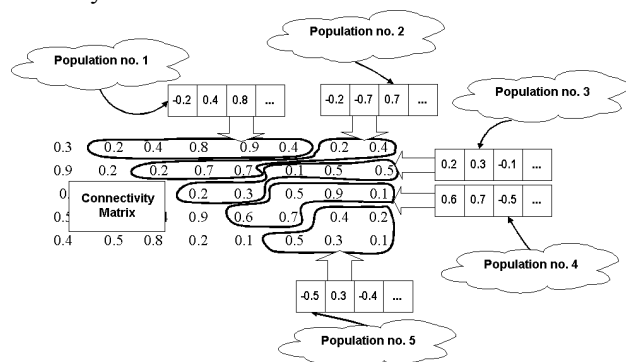 Population no. 1
Population no. 2
Population no. 3
-0.2 0.4 0.8 ...
-0.2 -0.7 0.7 ...
0.3 0.2 0.4 0.8 0.9 0.4 0.2 0.4
0.2 0.3 -0.1 ...
0.9 0.2 0.2 0.7 0.7 0.1 0.5 0.5
0.2 0.3 0.5 0.9 0.1
0.6 0.7 -0.5 ...
Connectivity
Matrix
0.9 0.6 0.7 0.4 0.2
0.4 0.5 0.8 0.2 0.1 0.5 0.3 0.1
Population no. 4
-0.5 0.3 -0.4 ...
Population no. 5